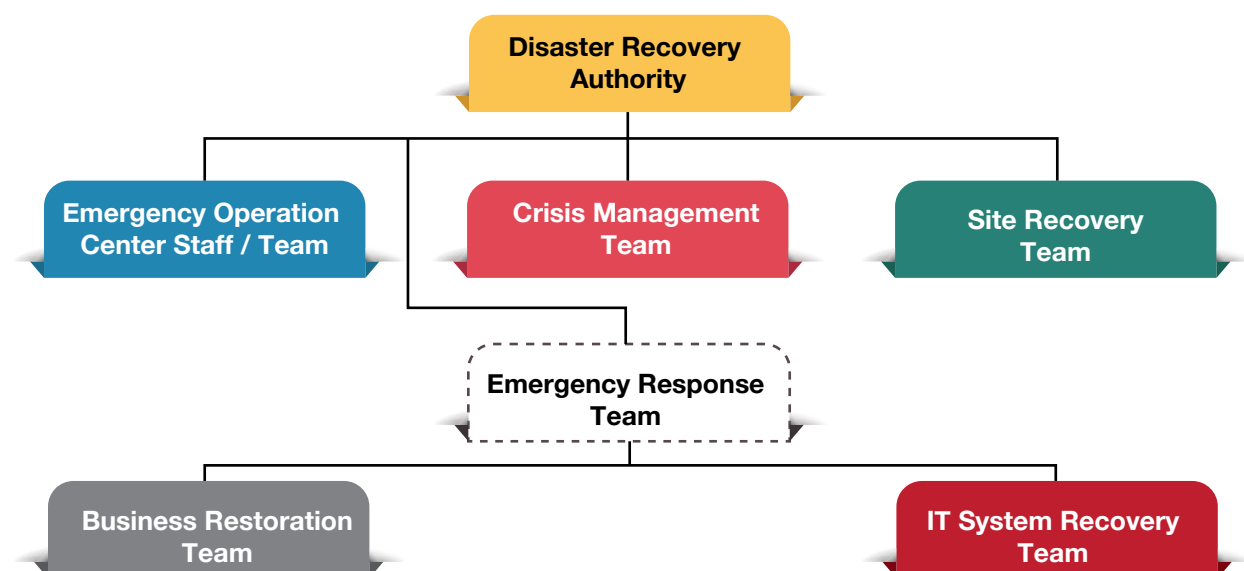 Disaster Recovery
Authority
Emergency Operation
Center Staff / Team
Crisis Management
Team
Site Recovery
Team
Emergency Response
Team
Business Restoration
Team
IT System Recovery
Team